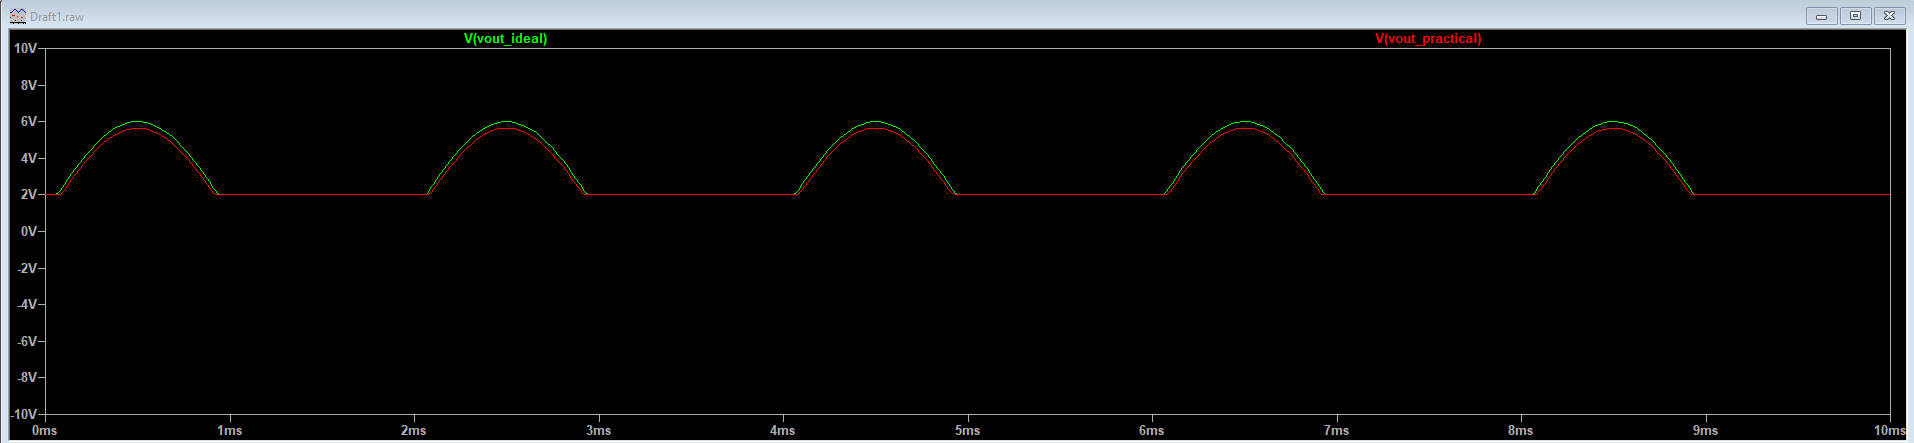 Draft1.raw
V(vout_ideal) V(vout_practical)
10V
8V
6V
4V
2V
0V
-2V
-4V
-6V
-8V
-10V
0ms 1ms 2ms 3ms 4ms 5ms 6ms 7ms 8ms 9ms 10ms